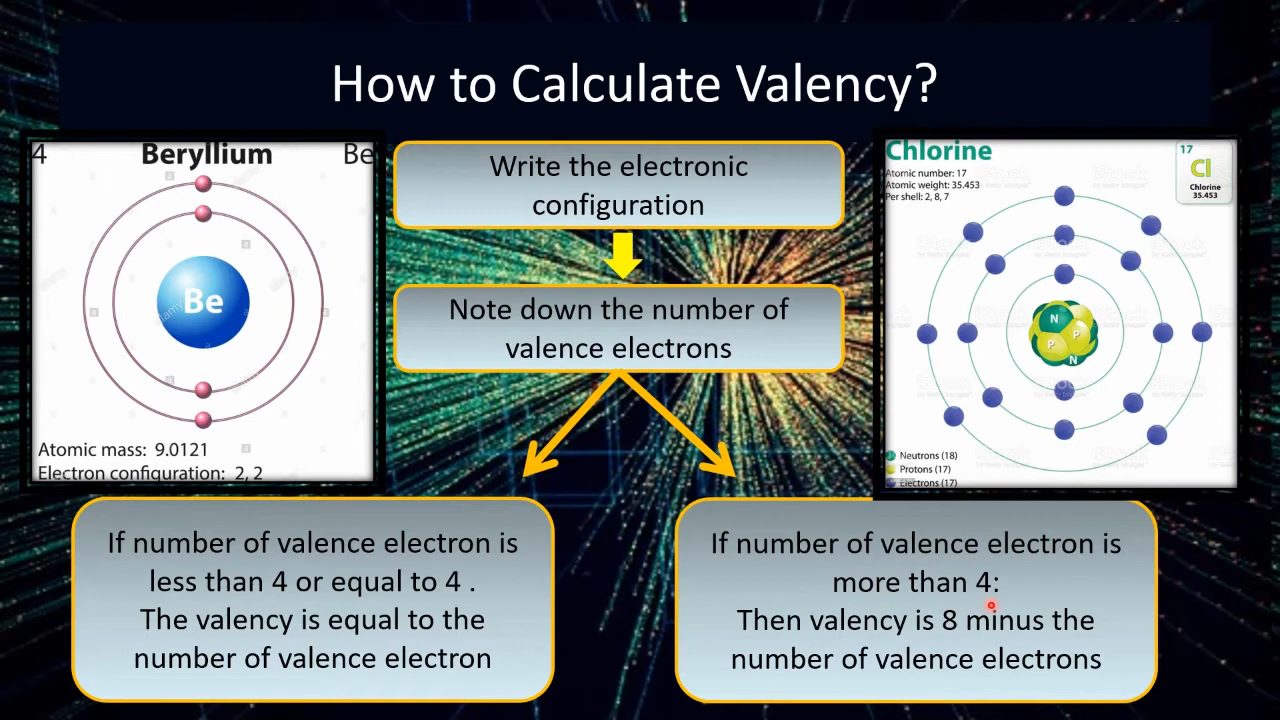 How to Calculate Valency?
4 Beryllium Be
Be
Atomic mass: 9.0121
Electron configuration: 2, 2
Write the electronic
configuration
Note down the number of
valence electrons
Chlorine
Atomic number: 17
Atomic weight: 35.453
Per shell: 2, 8, 7
17
Cl
Chlorine
35.453
N
P
P
N
Neutrons (18)
Protons (17)
Electrons (17)
If number of valence electron is
less than 4 or equal to 4 .
The valency is equal to the
number of valence electron
If number of valence electron is
more than 4:
Then valency is 8 minus the
number of valence electrons